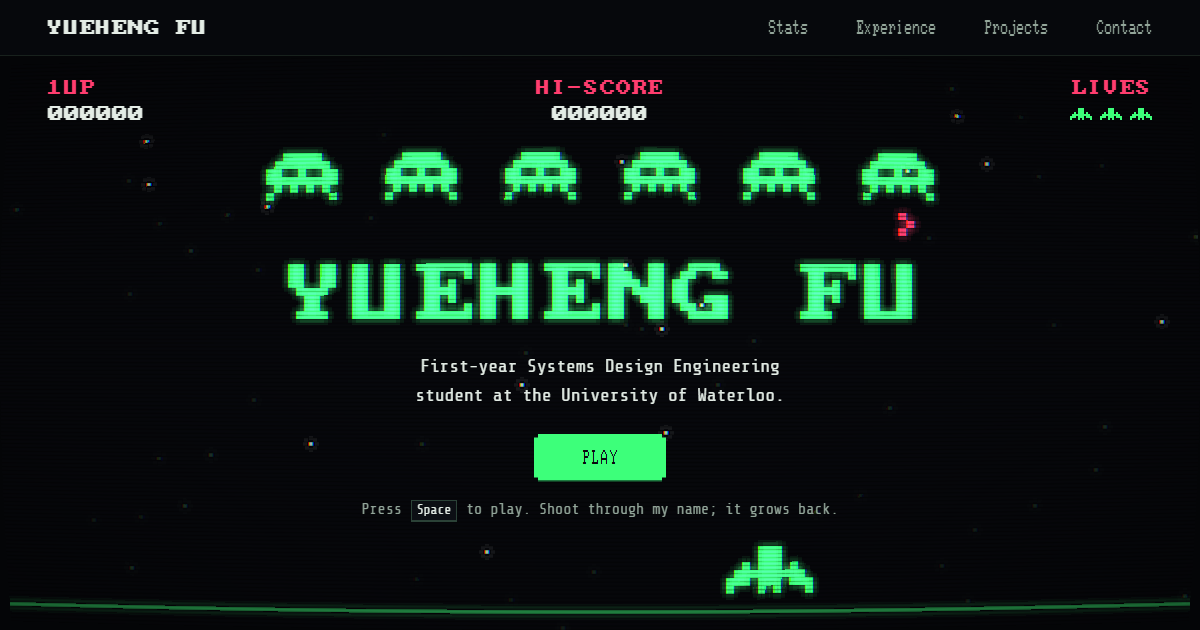 YUEHENG FU
Stats Experience Projects Contact
1UP HI-SCORE LIVES
000000 000000
YUEHENG FU
First-year Systems Design Engineering
student at the University of Waterloo.
PLAY
Press Space to play. Shoot through my name; it grows back.